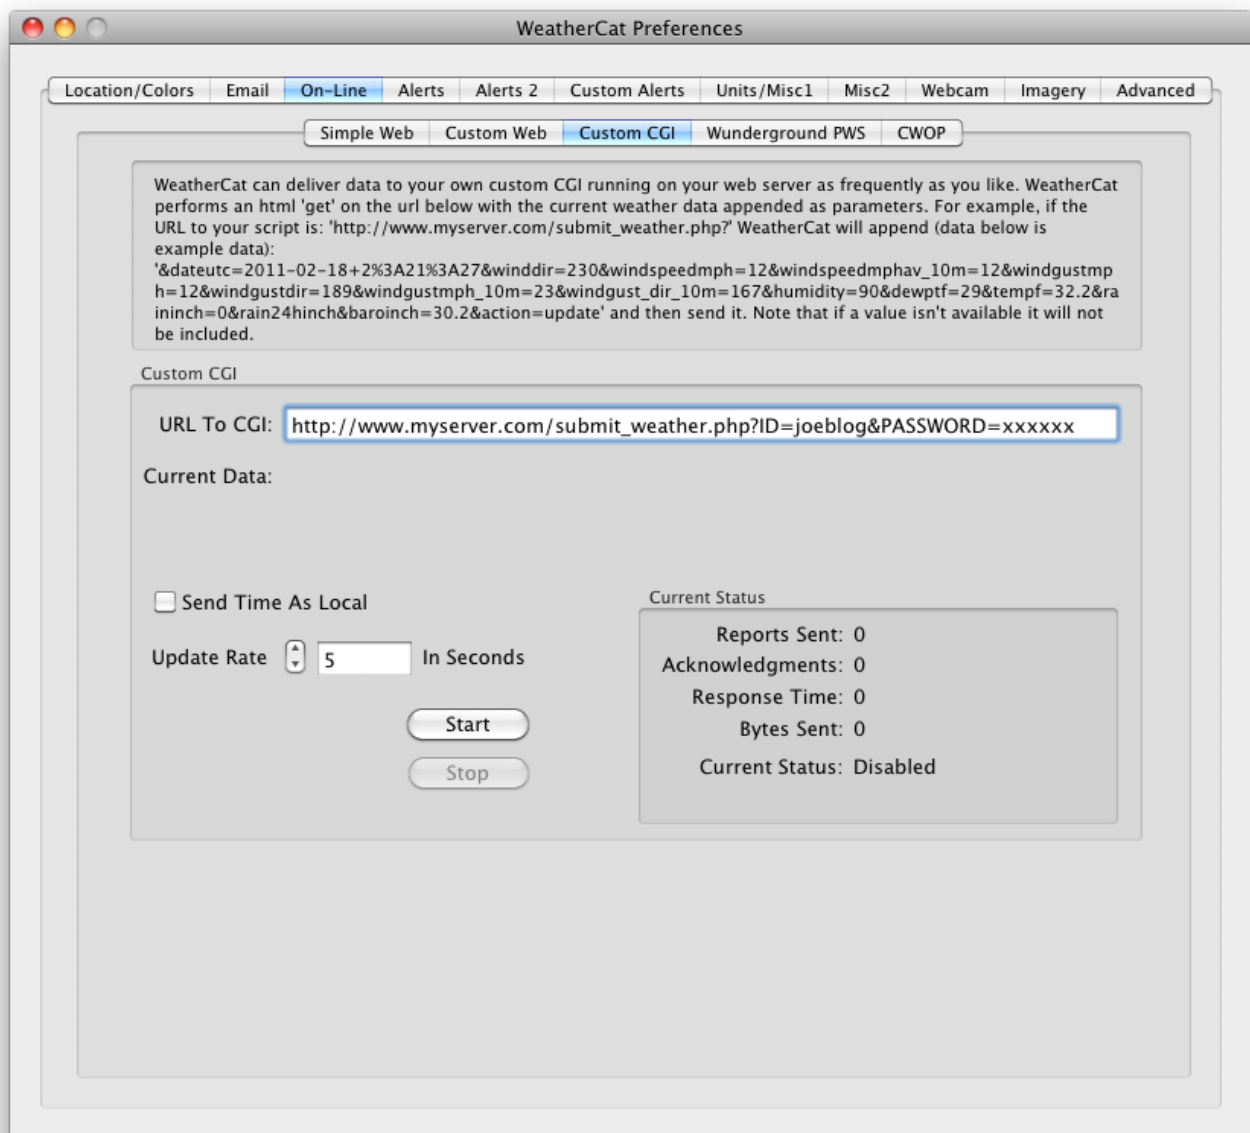 WeatherCat Preferences
Location/Colors Email On-Line Alerts Alerts 2 Custom Alerts Units/Misc1 Misc2 Webcam Imagery Advanced
Simple Web Custom Web Custom CGI Wunderground PWS CWOP
WeatherCat can deliver data to your own custom CGI running on your web server as frequently as you like. WeatherCat
performs an html 'get' on the url below with the current weather data appended as parameters. For example, if the
URL to your script is: 'http://www.myserver.com/submit_weather.php?' WeatherCat will append (data below is
example data):
'&dateutc=2011-02-18+2%3A21%3A27&winddir=230&windspeedmph=12&windspeedmphav_10m=12&windgustmp
h=12&windgustdir=189&windgustmph_10m=23&windgust_dir_10m=167&humidity=90&dewptf=29&tempf=32.2&ra
ininch=0&rain24hinch&baroinch=30.2&action=update' and then send it. Note that if a value isn't available it will not
be included.
Custom CGI
URL To CGI: http://www.myserver.com/submit_weather.php?ID=joeblog&PASSWORD=xxxxxx
Current Data:
Send Time As Local
Update Rate 5 In Seconds
Start
Stop
Current Status
Reports Sent: 0
Acknowledgments: 0
Response Time: 0
Bytes Sent: 0
Current Status: Disabled